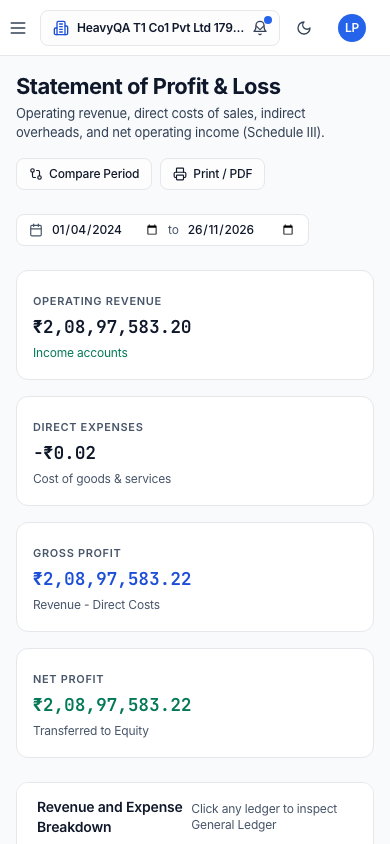 HeavyQA T1 Co1 Pvt Ltd 179...
LP
Statement of Profit & Loss
Operating revenue, direct costs of sales, indirect
overheads, and net operating income (Schedule III).
Compare Period
Print / PDF
01/04/2024 to 26/11/2026
OPERATING REVENUE
₹2,08,97,583.20
Income accounts
DIRECT EXPENSES
-₹0.02
Cost of goods & services
GROSS PROFIT
₹2,08,97,583.22
Revenue - Direct Costs
NET PROFIT
₹2,08,97,583.22
Transferred to Equity
Revenue and Expense
Breakdown
Click any ledger to inspect
General Ledger